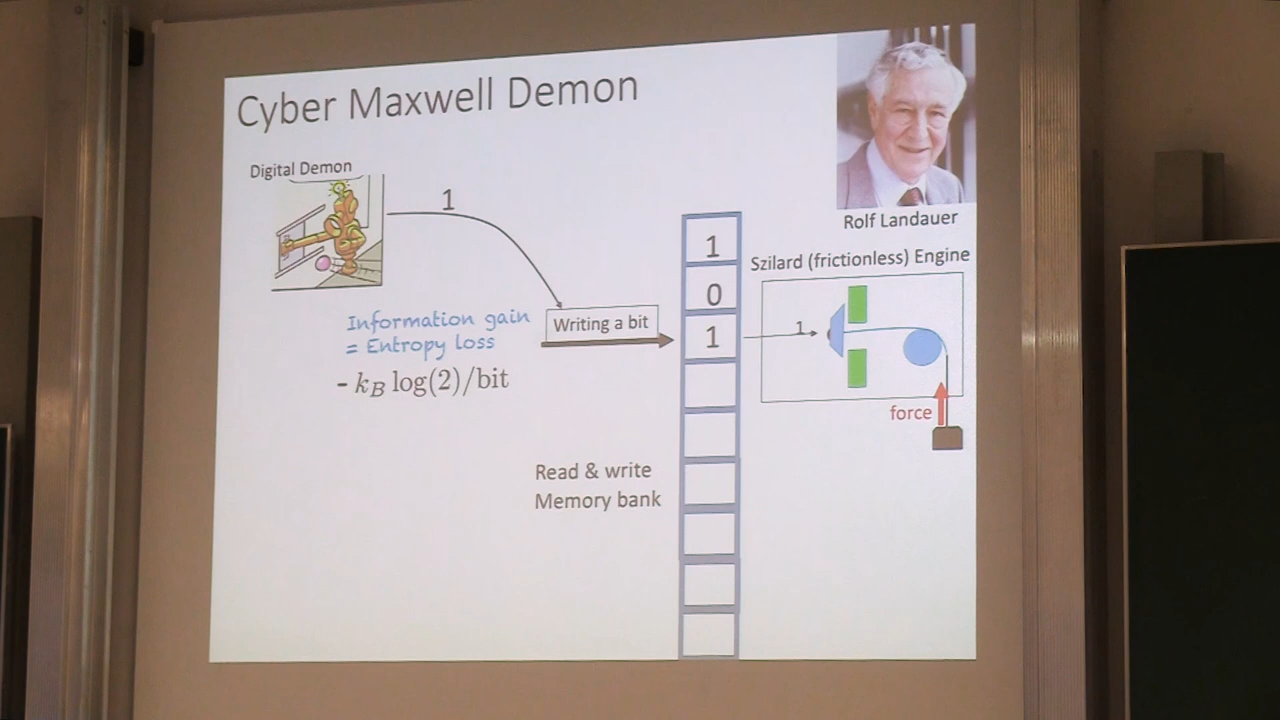 Cyber Maxwell Demon
Digital Demon
1
Rolf Landauer
1
0
1
Szilard (frictionless) Engine
1
Information gain
= Entropy loss
- k_B log(2)/bit
Writing a bit
force
Read & write
Memory bank